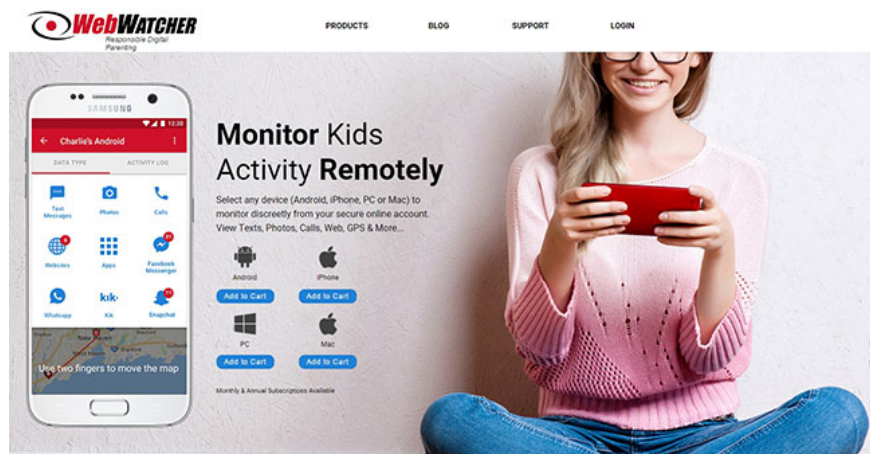 WebWatcher
Responsible Digital
Parenting
PRODUCTS
BLOG
SUPPORT
LOGIN
SAMSUNG
12:30
Charlie's Android
DATA TYPE
ACTIVITY LOG
Text
Messages
Photos
Calls
Websites
Apps
Facebook
Messenger
Whatsapp
kik.
Kik
Snapchat
New Haven
West Haven
Use two fingers to move the map
Monitor Kids
Activity Remotely
Select any device (Android, iPhone, PC or Mac) to
monitor discreetly from your secure online account.
View Texts, Photos, Calls, Web, GPS & More...
Android
iPhone
Add to Cart
Add to Cart
PC
Mac
Add to Cart
Add to Cart
Monthly & Annual Subscriptions Available